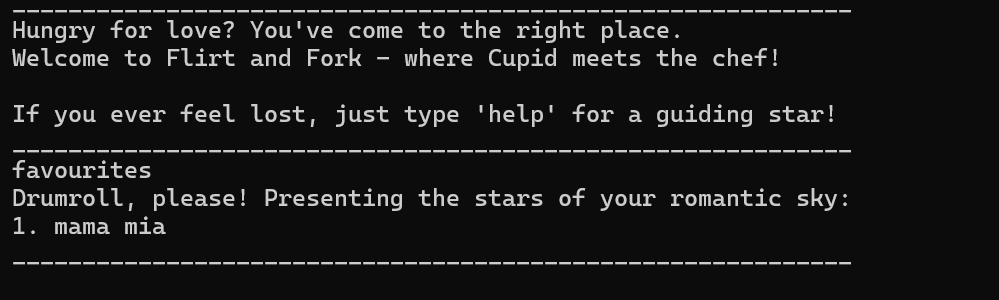 ____________________________________________________________
Hungry for love? You've come to the right place.
Welcome to Flirt and Fork - where Cupid meets the chef!
If you ever feel lost, just type 'help' for a guiding star!
____________________________________________________________
favourites
Drumroll, please! Presenting the stars of your romantic sky:
1. mama mia
____________________________________________________________